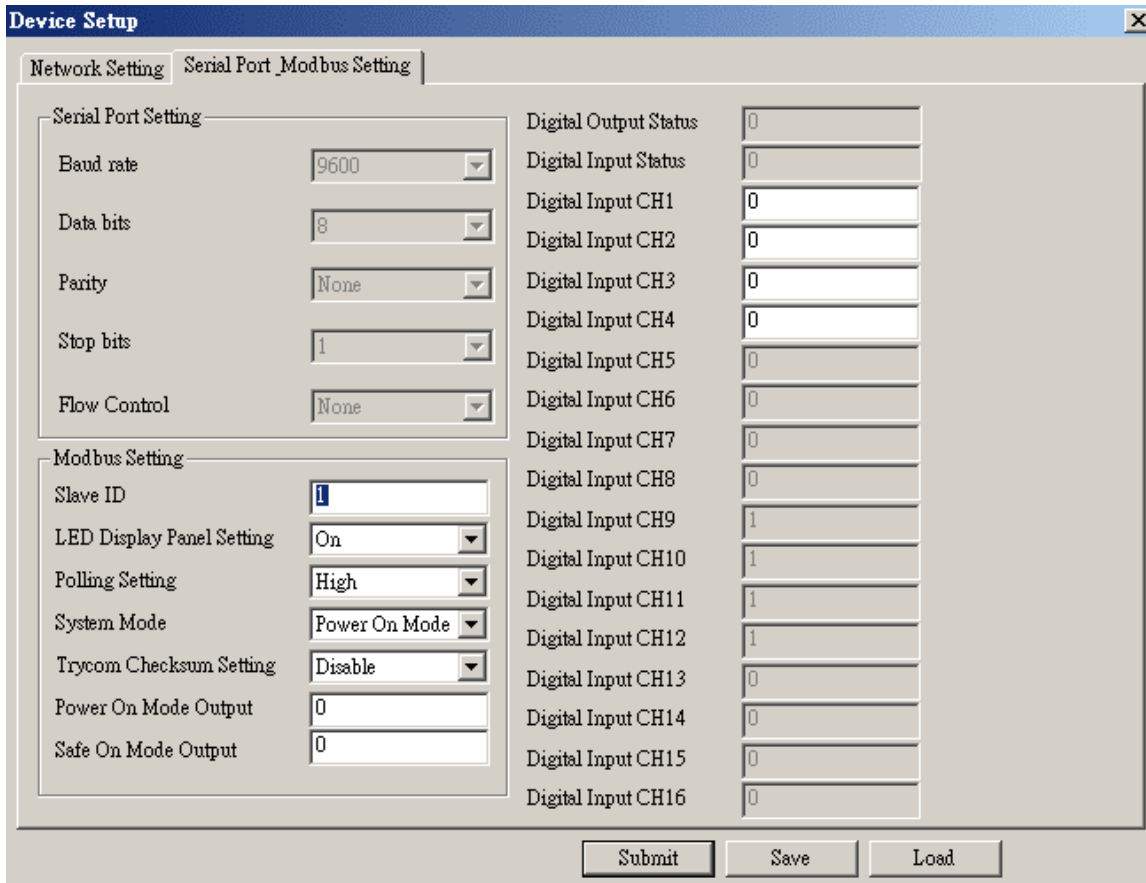 Device Setup
Network Setting
Serial Port_Modbus Setting
Serial Port Setting
Baud rate 9600
Data bits 8
Parity None
Stop bits 1
Flow Control None
Modbus Setting
Slave ID 1
LED Display Panel Setting On
Polling Setting High
System Mode Power On Mode
Trycom Checksum Setting Disable
Power On Mode Output 0
Safe On Mode Output 0
Digital Output Status 0
Digital Input Status 0
Digital Input CH1 0
Digital Input CH2 0
Digital Input CH3 0
Digital Input CH4 0
Digital Input CH5 0
Digital Input CH6 0
Digital Input CH7 0
Digital Input CH8 0
Digital Input CH9 1
Digital Input CH10 1
Digital Input CH11 1
Digital Input CH12 1
Digital Input CH13 0
Digital Input CH14 0
Digital Input CH15 0
Digital Input CH16 0
Submit
Save
Load